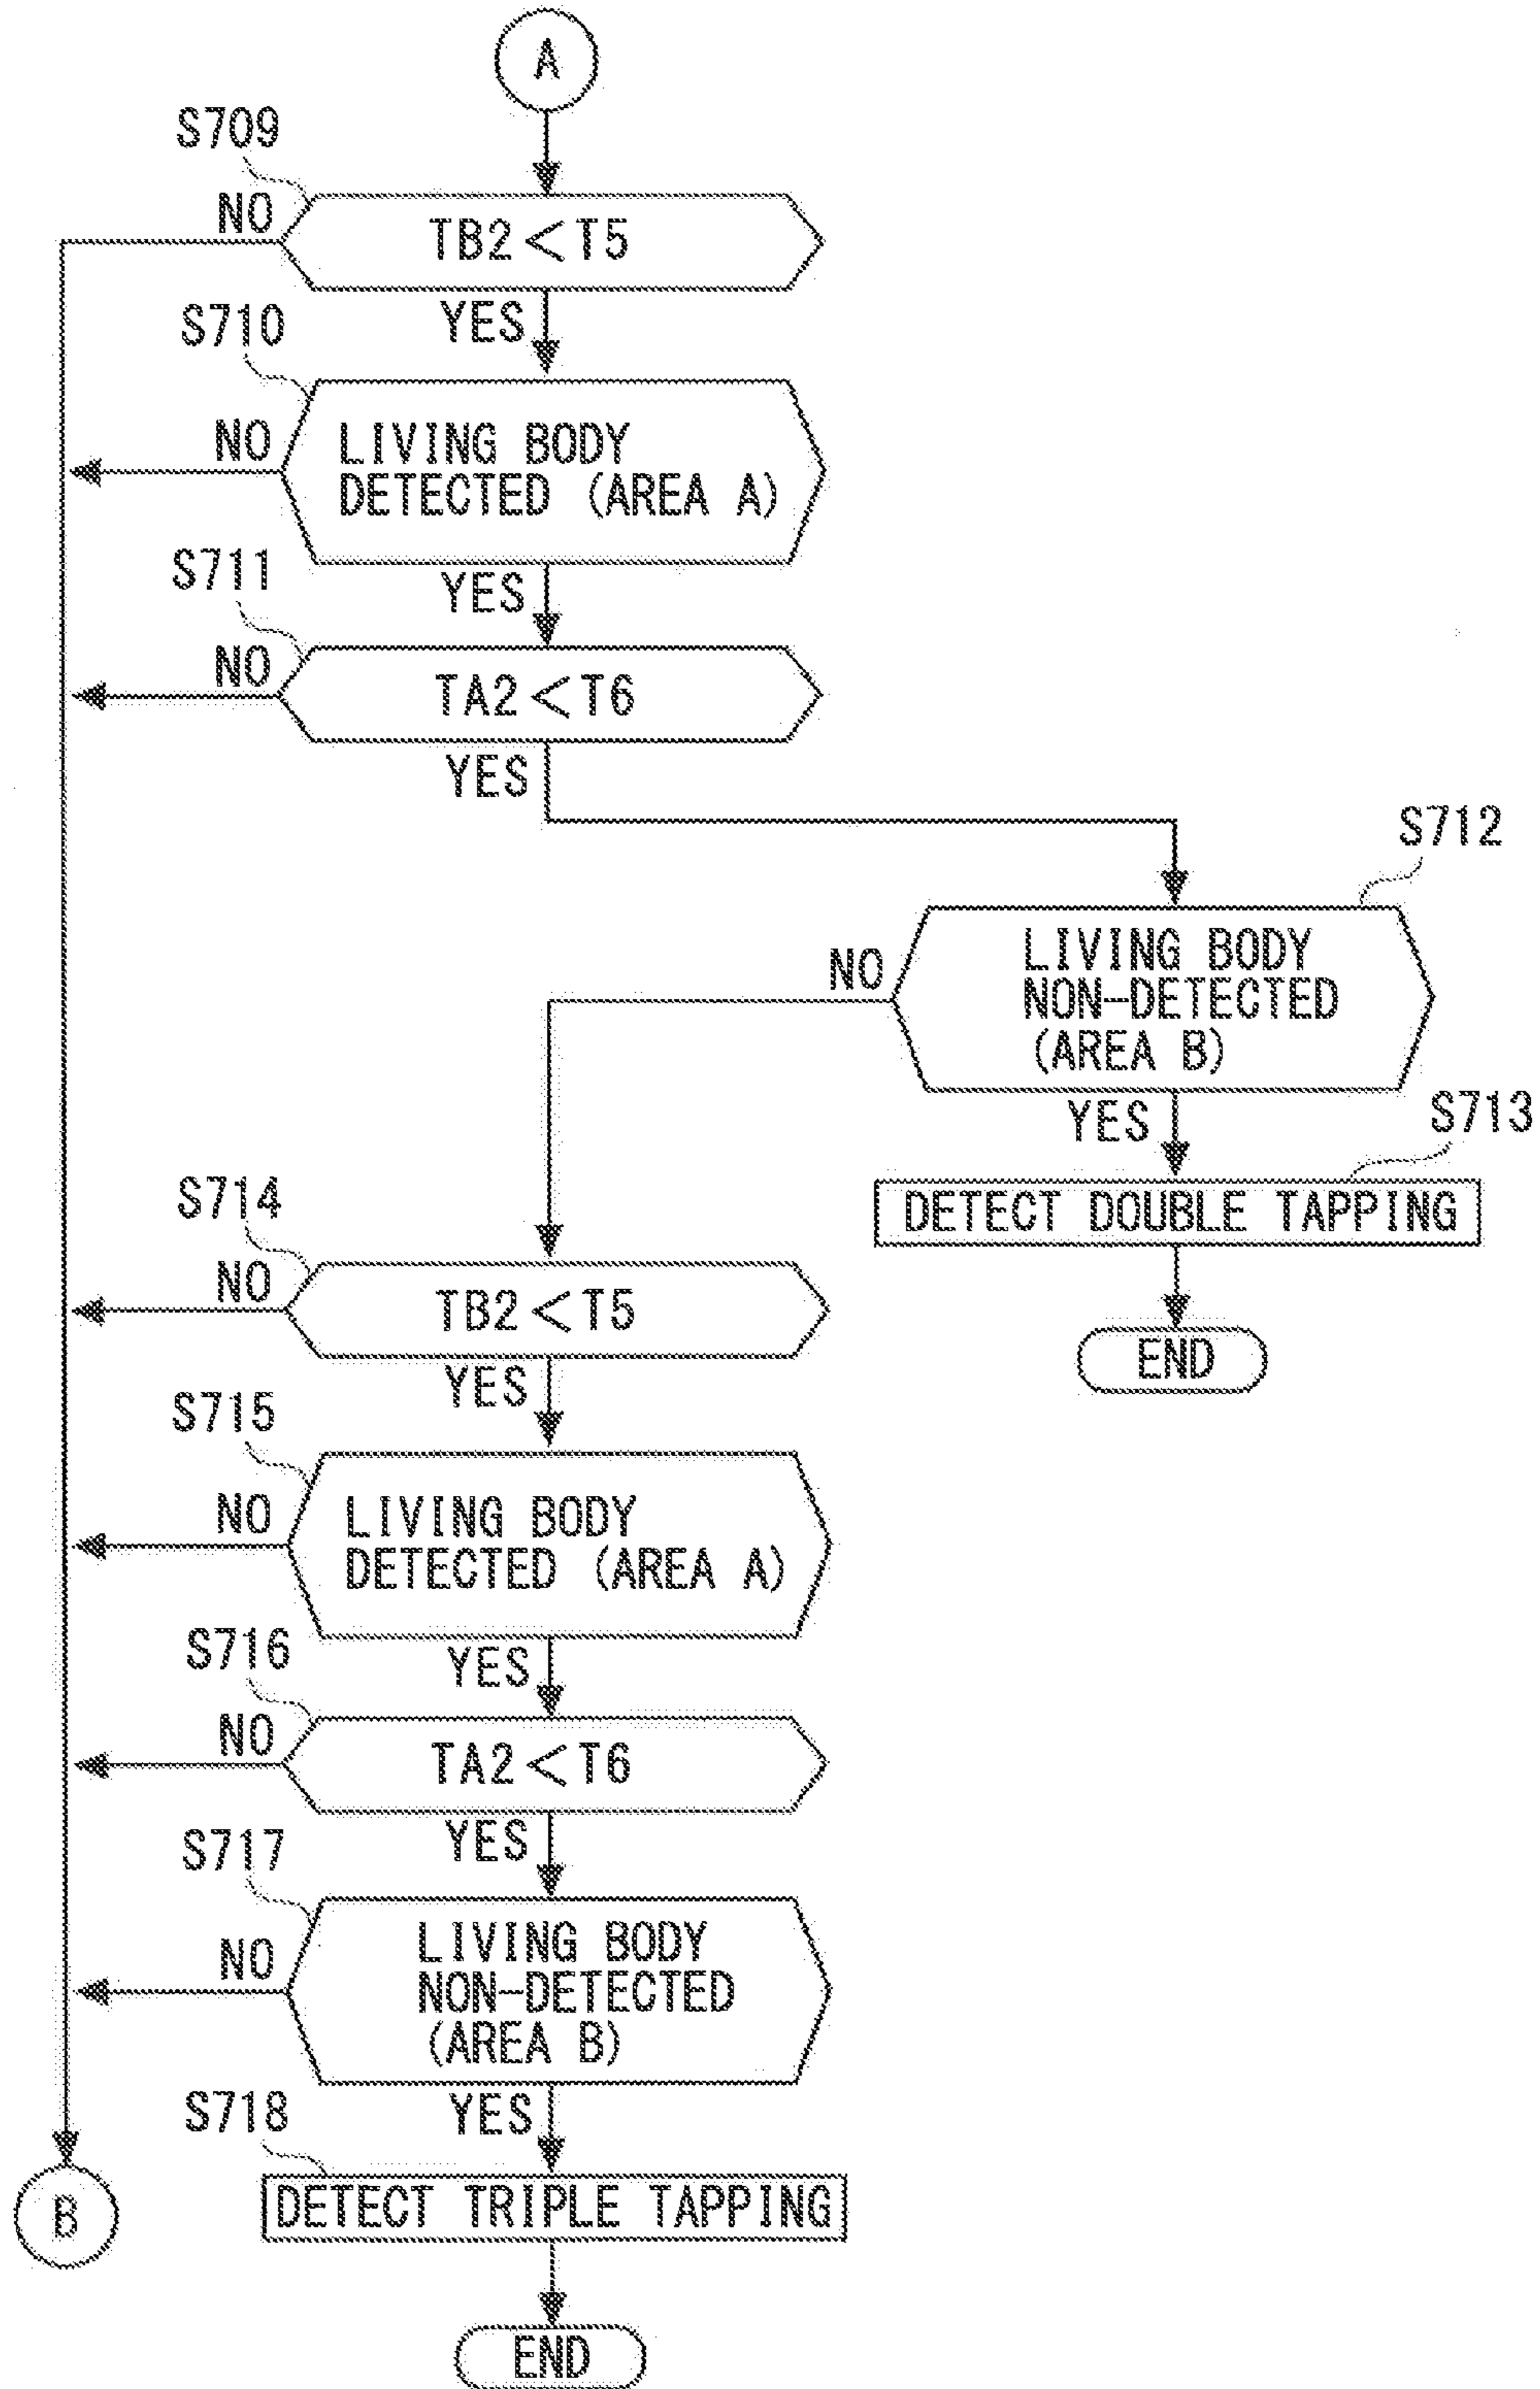 A
S709
NO
TB2<T5
YES
S710
NO
LIVING BODY
DETECTED (AREA A)
YES
S711
NO
TA2<T6
YES
S712
LIVING BODY
NON-DETECTED
(AREA B)
NO
YES
S713
DETECT DOUBLE TAPPING
END
S714
NO
TB2<T5
YES
S715
NO
LIVING BODY
DETECTED (AREA A)
YES
S716
NO
TA2<T6
YES
S717
NO
LIVING BODY
NON-DETECTED
(AREA B)
YES
S718
DETECT TRIPLE TAPPING
B
END